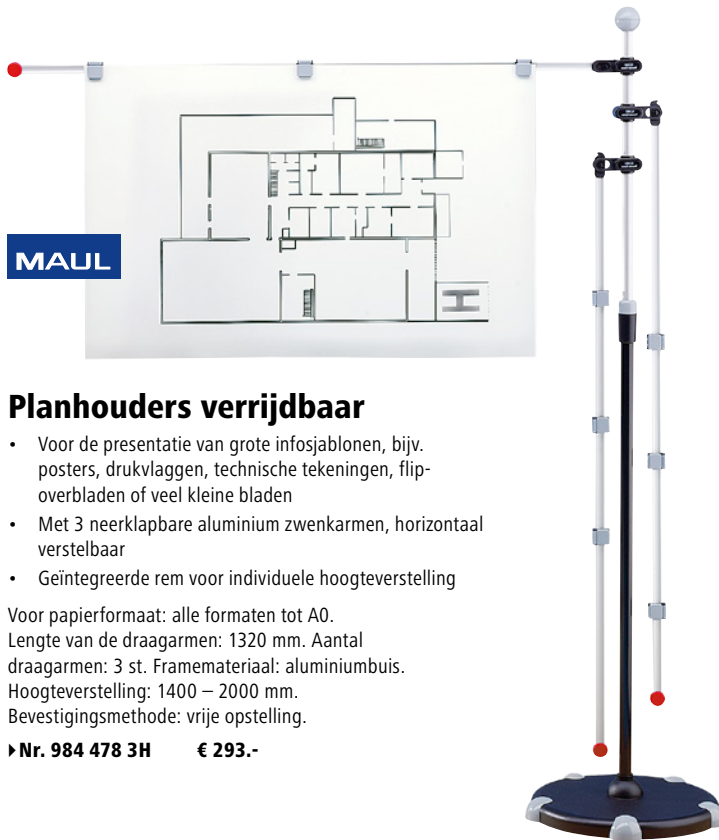 MAUL
Planhouders verrijdbaar
• Voor de presentatie van grote infosjablonen, bijv.
posters, drukvlaggen, technische tekeningen, flip-
overbladen of veel kleine bladen
• Met 3 neerklapbare aluminium zwenkarmen, horizontaal
verstelbaar
• Geïntegreerde rem voor individuele hoogteverstelling
Voor papierformaat: alle formaten tot A0.
Lengte van de draagarmen: 1320 mm. Aantal
draagarmen: 3 st. Framemateriaal: aluminiumbuis.
Hoogteverstelling: 1400 – 2000 mm.
Bevestigingsmethode: vrije opstelling.
Nr. 984 478 3H € 293.-